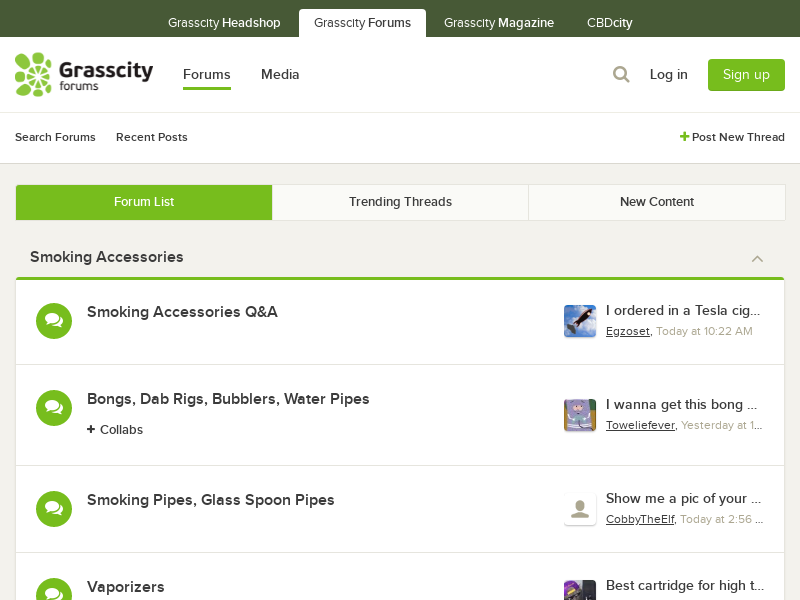 Grasscity Headshop
Grasscity Forums
Grasscity Magazine
CBDcity
Grasscity
forums
Forums
Media
Log in
Sign up
Search Forums
Recent Posts
Post New Thread
Forum List
Trending Threads
New Content
Smoking Accessories
Smoking Accessories Q&A
I ordered in a Tesla cig...
Egzoset, Today at 10:22 AM
Bongs, Dab Rigs, Bubblers, Water Pipes
+ Collabs
I wanna get this bong ...
Toweliefever, Yesterday at 1...
Smoking Pipes, Glass Spoon Pipes
Show me a pic of your ...
CobbyTheElf, Today at 2:56 ...
Vaporizers
Best cartridge for high t...